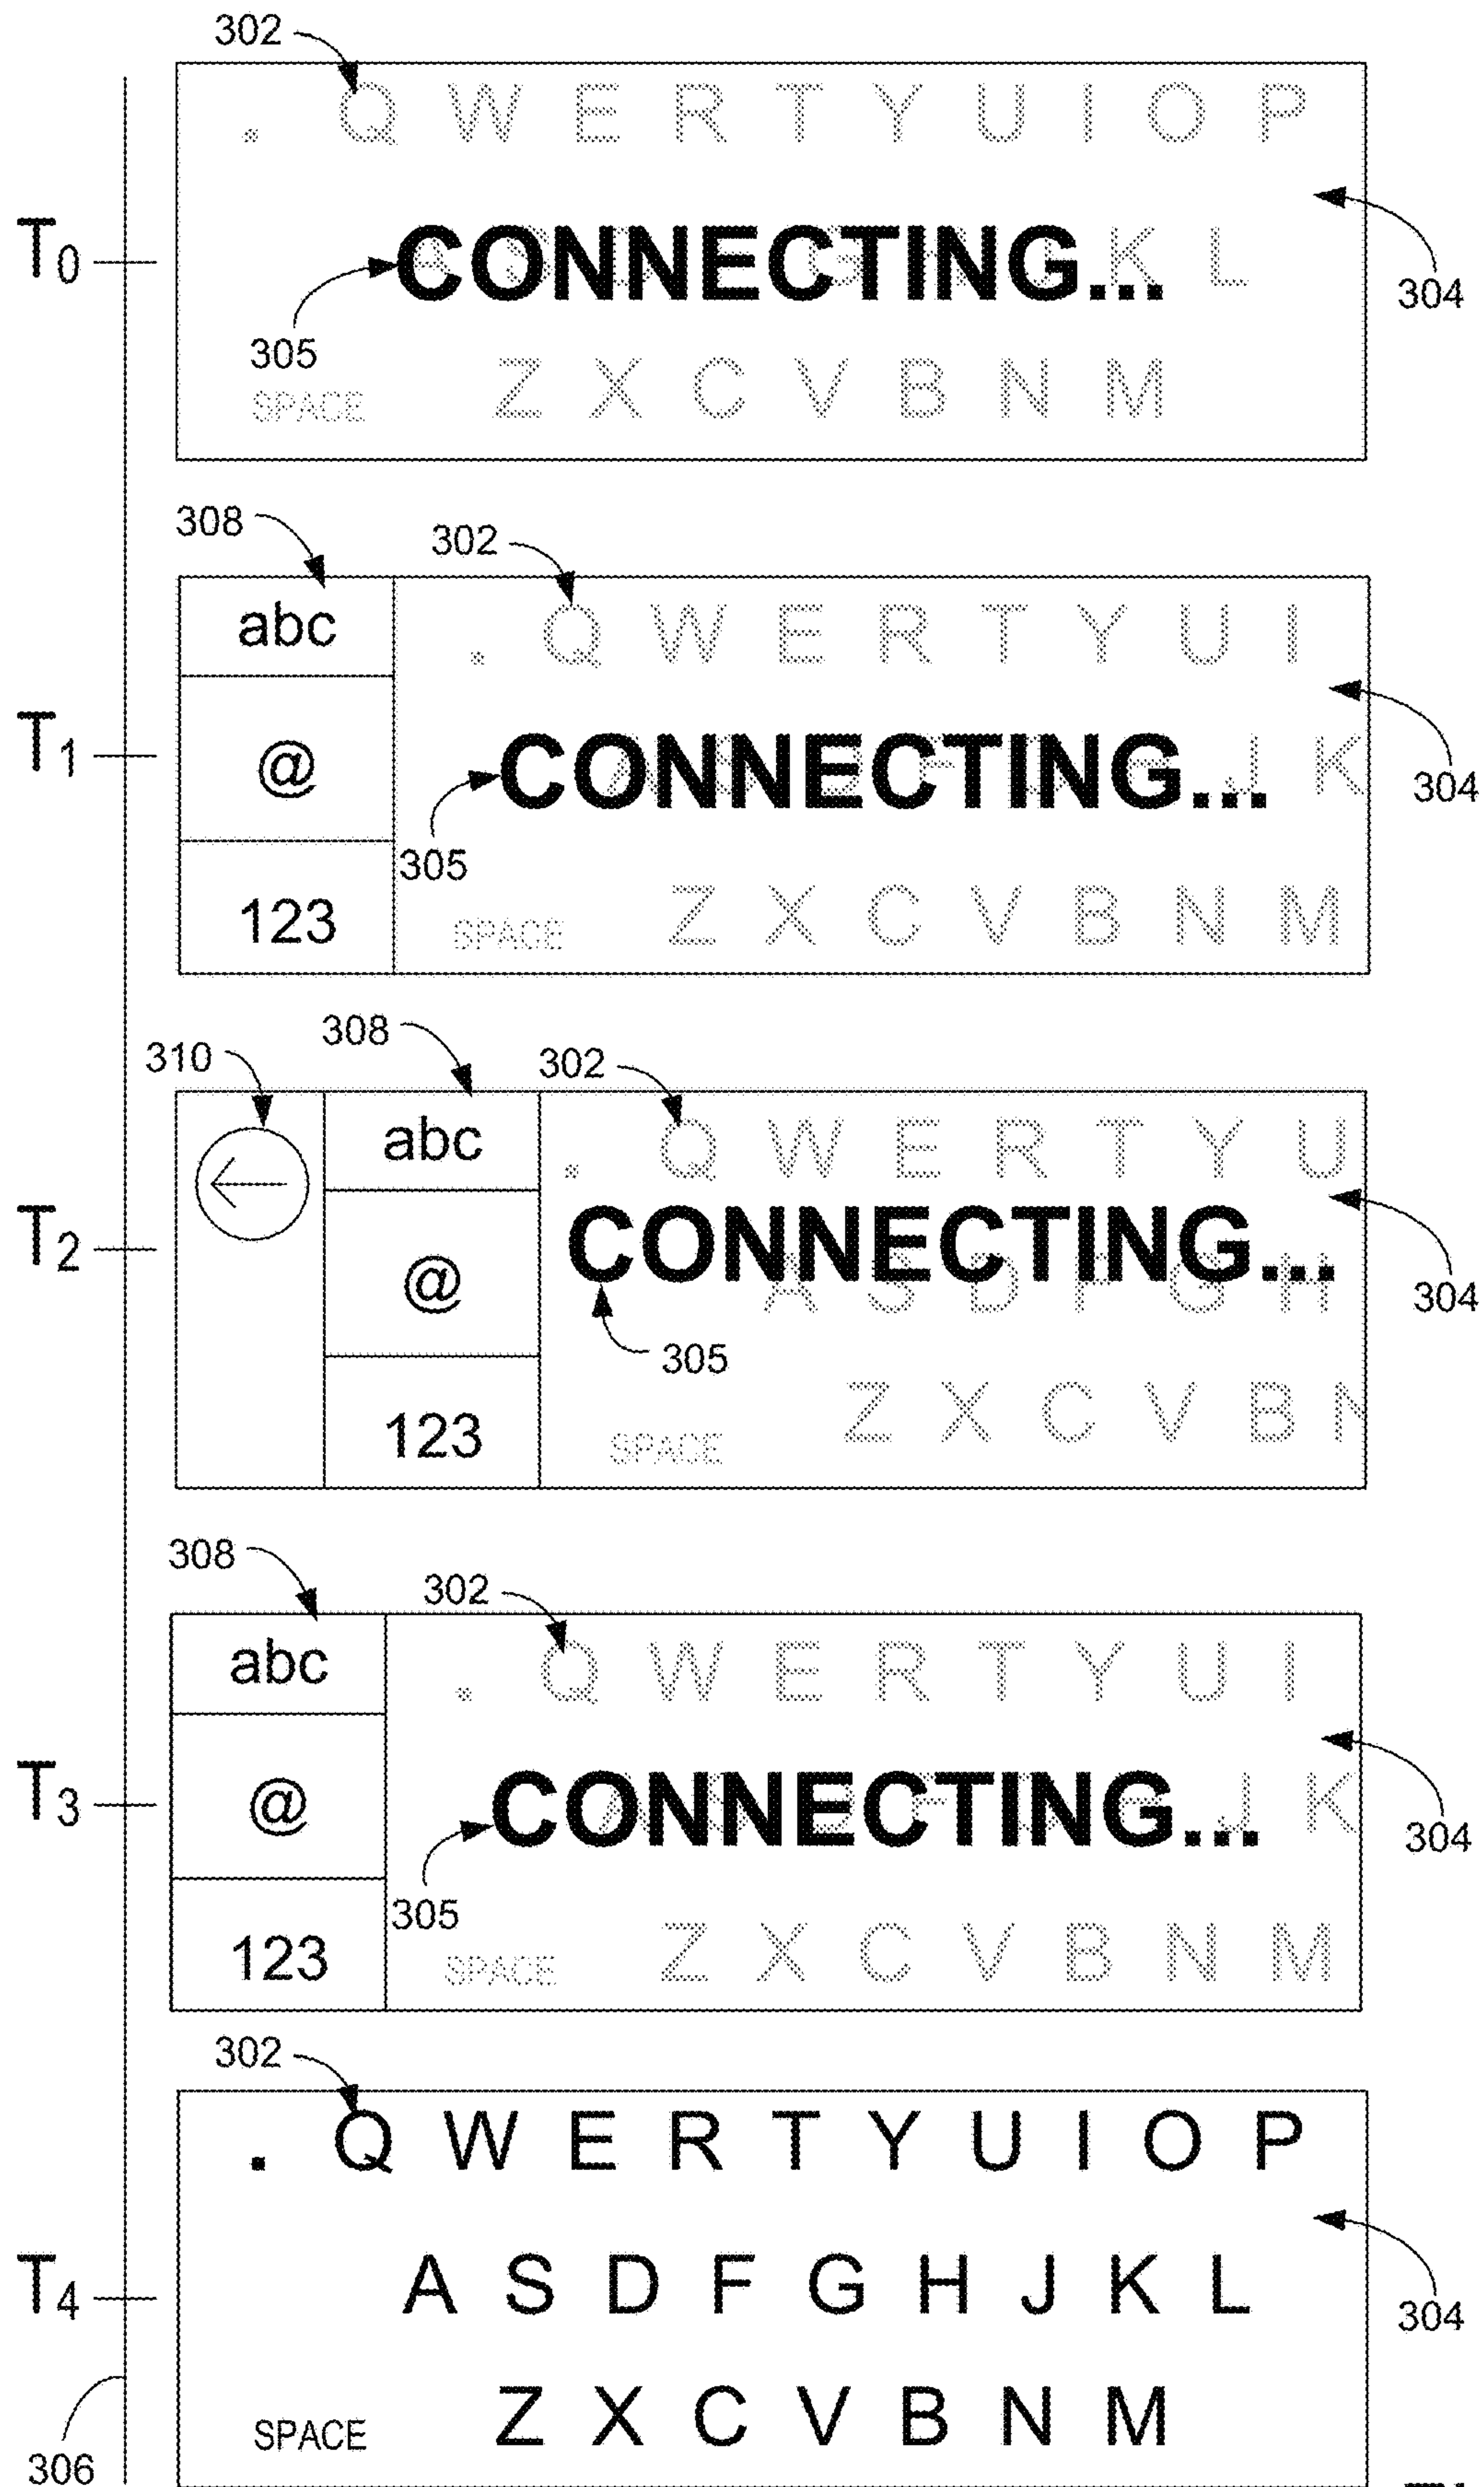 302
. Q W E R T Y U I O P
T0
CONNECTING...
K L
304
305
SPACE Z X C V B N M
308
302
abc
. Q W E R T Y U I
T1
@
CONNECTING...
J K
304
305
123
SPACE Z X C V B N M
310
308
302
abc
. Q W E R T Y U
T2
CONNECTING...
@
A S D F G H
304
305
123
SPACE Z X C V B N
308
302
abc
. Q W E R T Y U I
T3
@
CONNECTING...
J K
304
305
123
SPACE Z X C V B N M
302
. Q W E R T Y U I O P
T4
A S D F G H J K L
304
SPACE Z X C V B N M
306